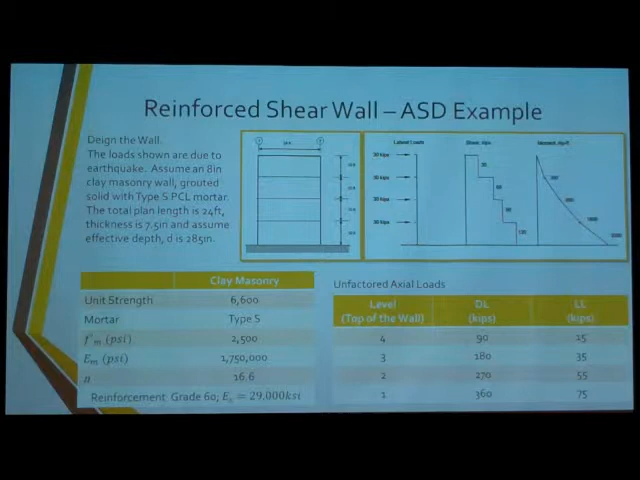 Reinforced Shear Wall – ASD Example
Deign the Wall.
The loads shown are due to
earthquake. Assume an 8in
clay masonry wall, grouted
solid with Type S PCL mortar.
The total plan length is 24ft,
thickness is 7.5in and assume
effective depth, d is 285in.
Lateral Loads
Shear, kips
30 kips
30 kips
30 kips
30 kips
Clay Masonry
Unit Strength 6,600
Mortar Type S
f'm (psi) 2,500
Em (psi) 1,750,000
n 16.6
Reinforcement Grade 60; Es = 29,000ksi
Unfactored Axial Loads
Level DL LL
(Top of the Wall) (kips) (kips)
4 90 15
3 180 35
2 270 55
1 360 75